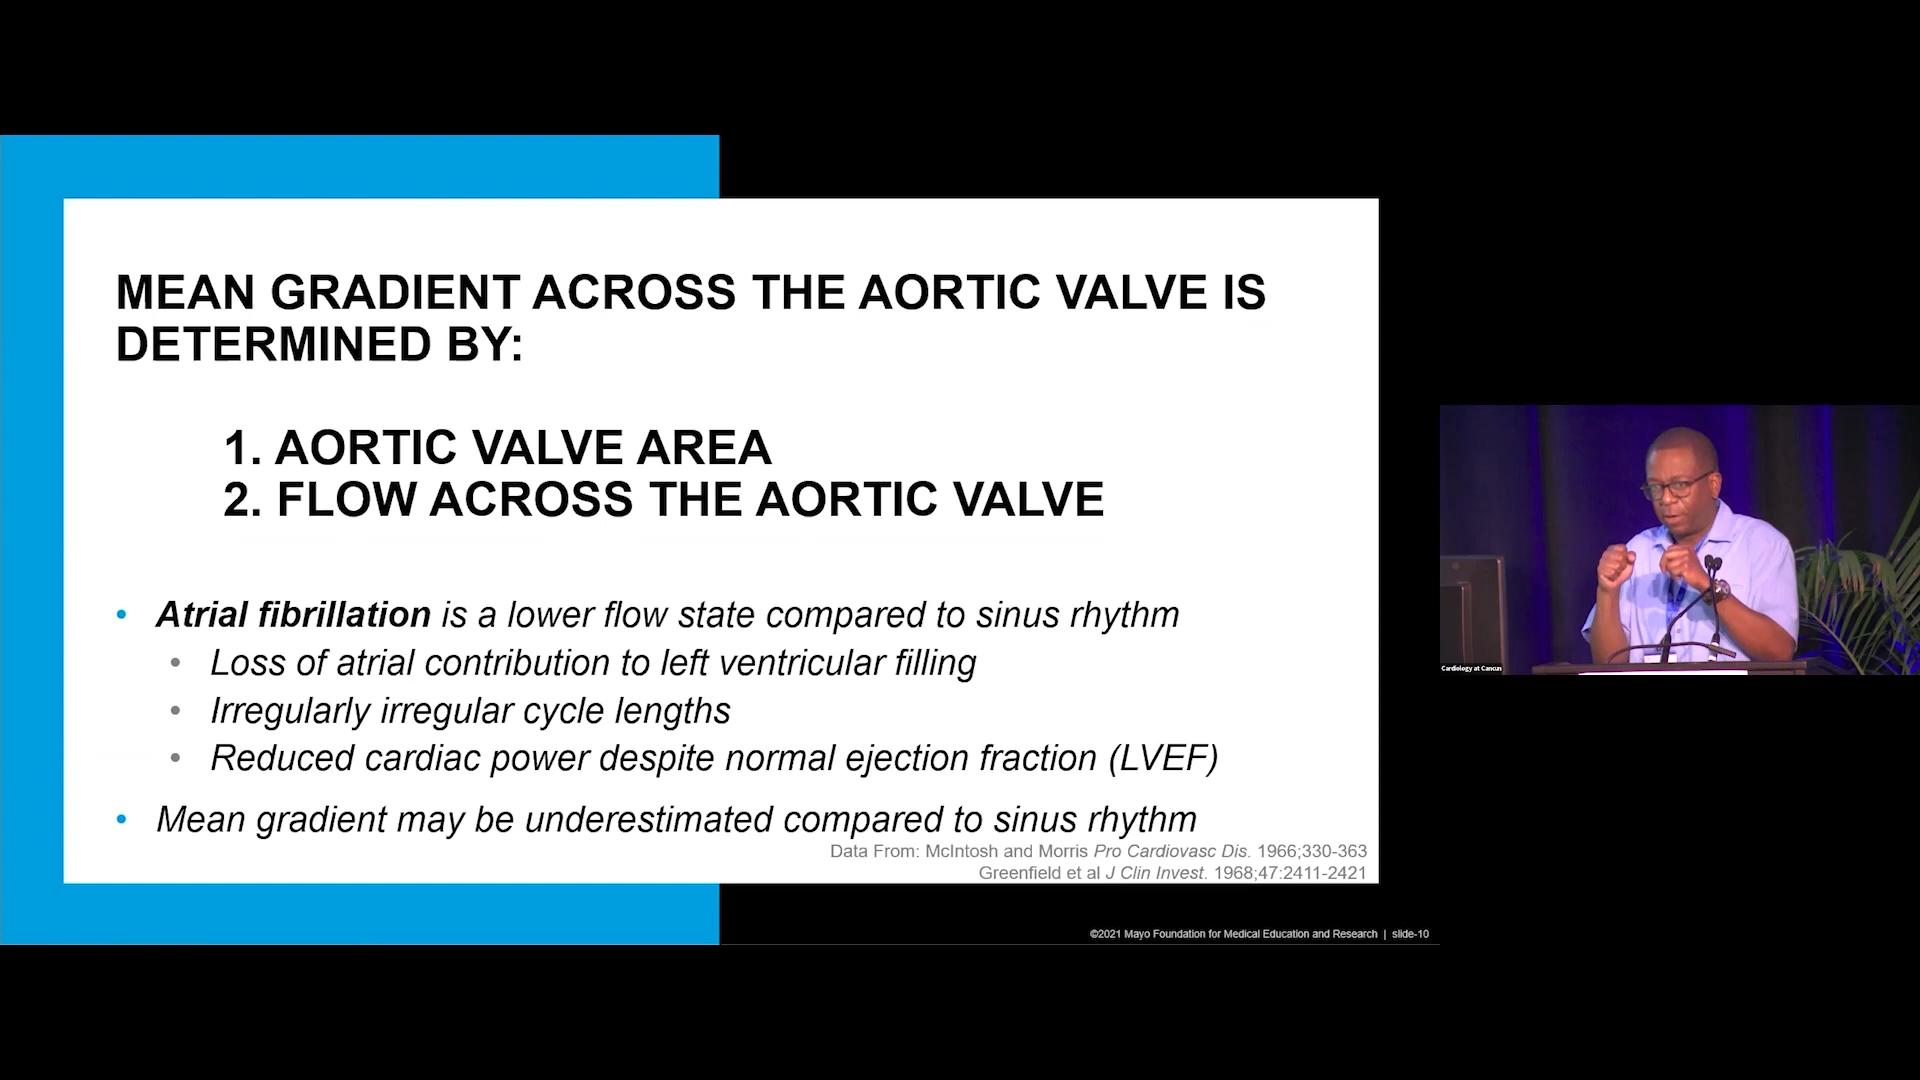 MEAN GRADIENT ACROSS THE AORTIC VALVE IS
DETERMINED BY:
1. AORTIC VALVE AREA
2. FLOW ACROSS THE AORTIC VALVE
• Atrial fibrillation is a lower flow state compared to sinus rhythm
• Loss of atrial contribution to left ventricular filling
• Irregularly irregular cycle lengths
• Reduced cardiac power despite normal ejection fraction (LVEF)
• Mean gradient may be underestimated compared to sinus rhythm
Data From: McIntosh and Morris Pro Cardiovasc Dis. 1966;330-363
Greenfield et al J Clin Invest. 1968;47:2411-2421
©2021 Mayo Foundation for Medical Education and Research | slide-10
Cardiology at Cancun